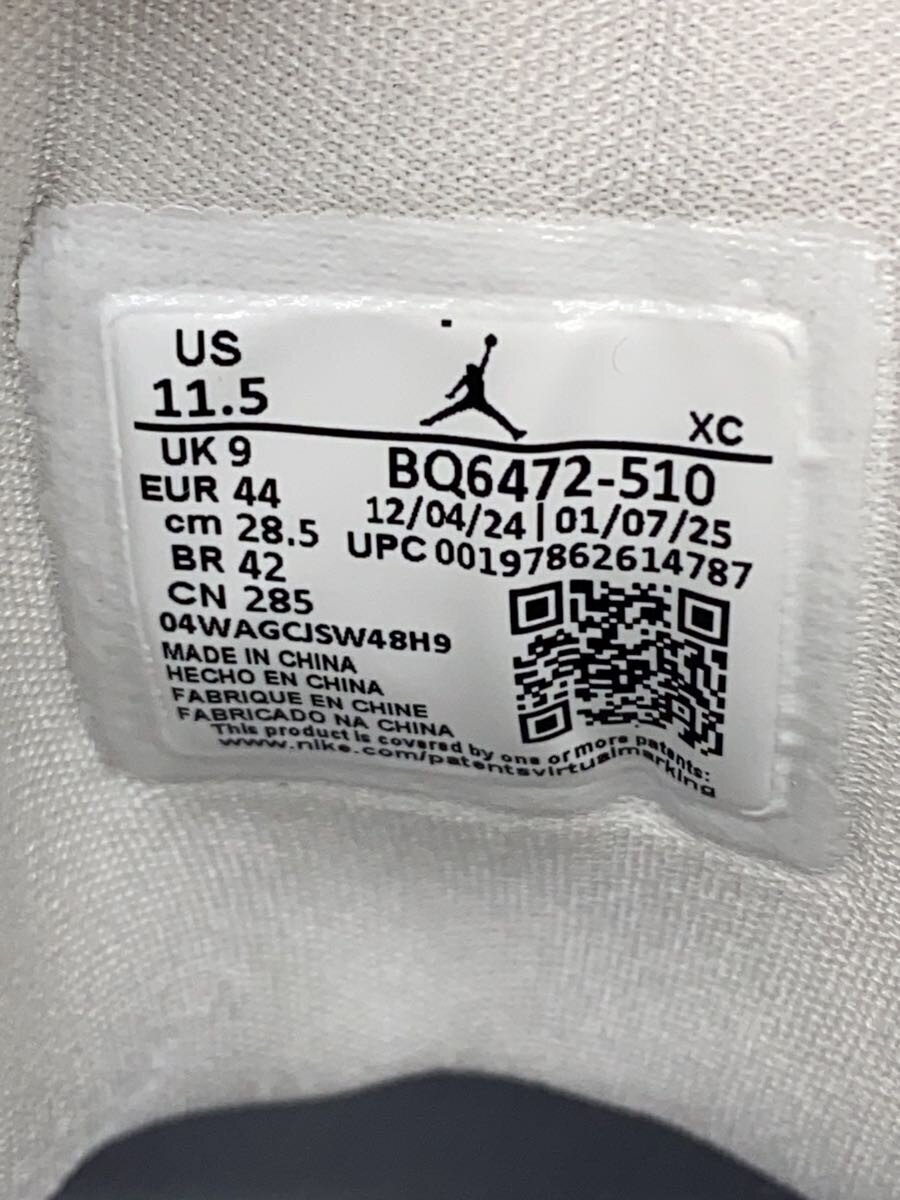 US
11.5
XC
UK 9
EUR 44
cm 28.5
BR 42
CN 285
BQ6472-510
12/04/24 | 01/07/25
UPC 00197862614787
04WAGCJSW48H9
MADE IN CHINA
HECHO EN CHINA
FABRIQUE EN CHINE
FABRICADO NA CHINA
This product is covered by one or more patents:
www.nike.com/patentsvirtualmarking